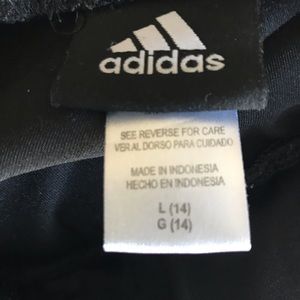 adidas
SEE REVERSE FOR CARE
VER AL DORSO PARA CUIDADO
MADE IN INDONESIA
HECHO EN INDONESIA
L (14)
G (14)